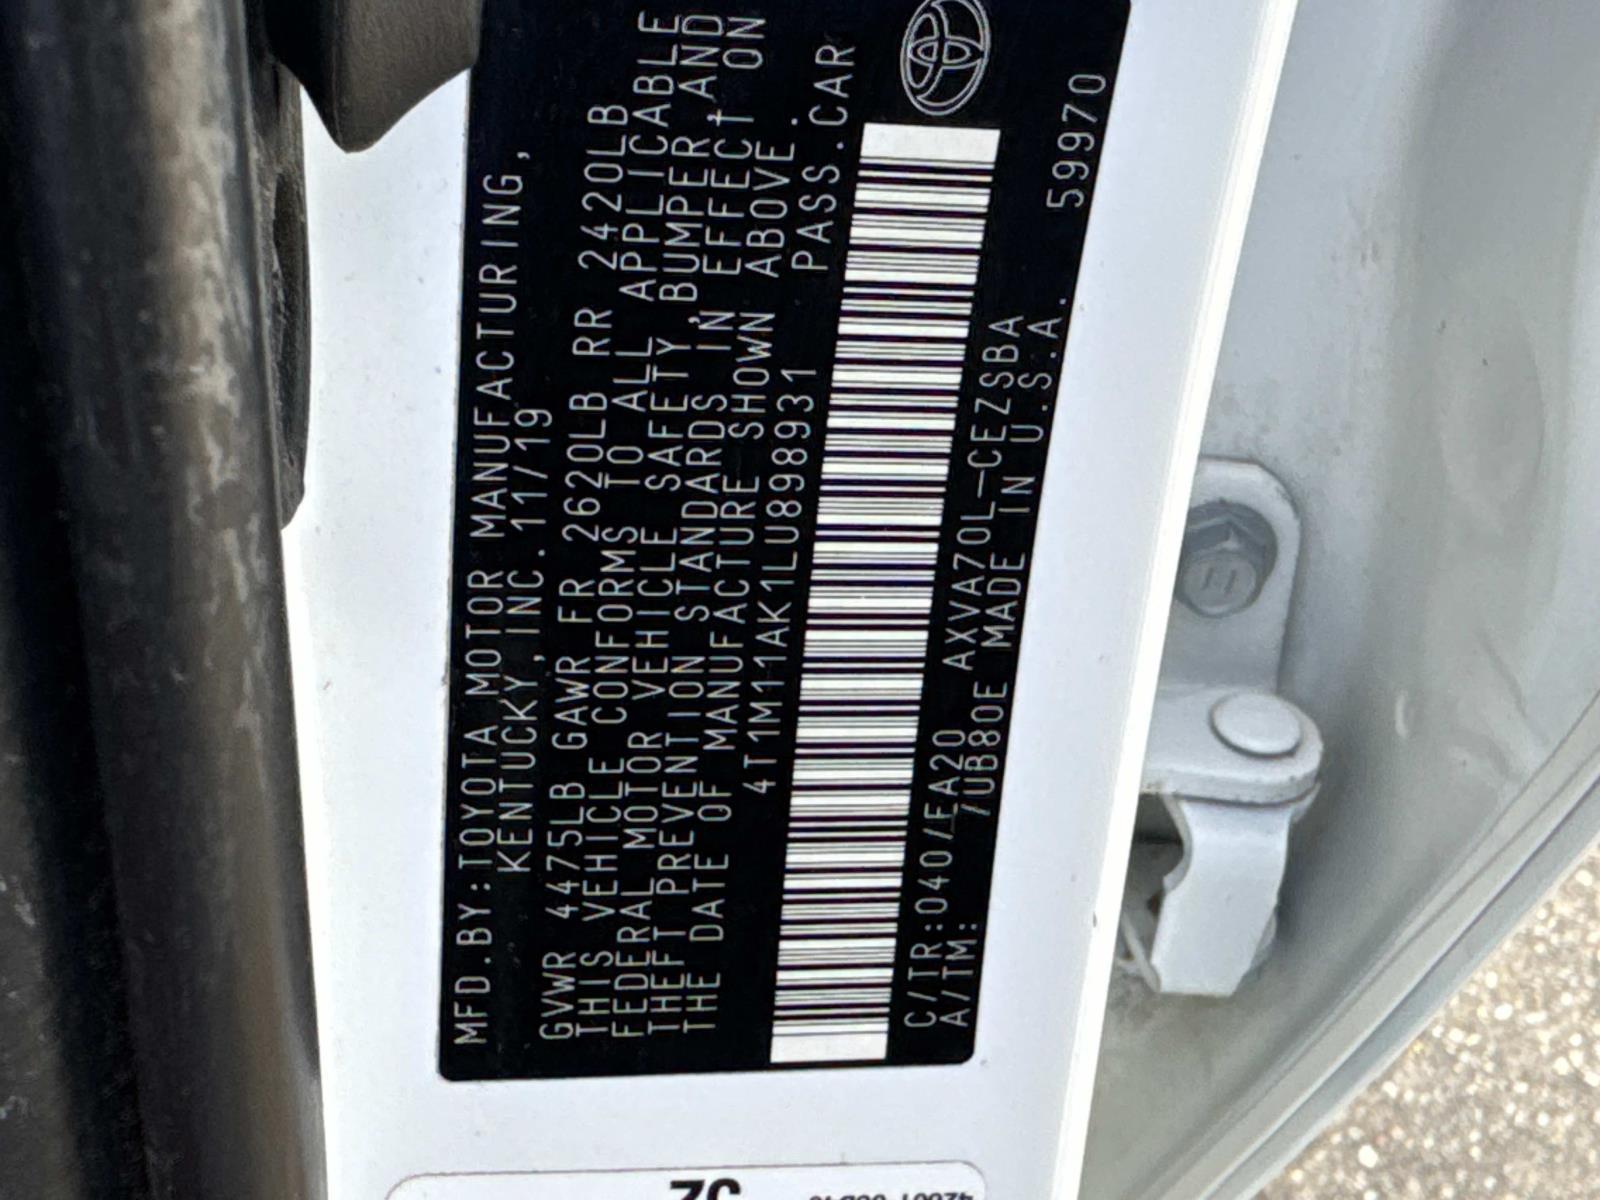 MFD.BY:TOYOTA MOTOR MANUFACTURING,
KENTUCKY,INC.11/19
GVWR 4475LB GAWR FR 2620LB RR 2420LB
THIS VEHICLE CONFORMS TO ALL APPLICABLE
FEDERAL MOTOR VEHICLE SAFETY,BUMPER,AND
THEFT PREVENTION STANDARDS IN EFFECT ON
THE DATE OF MANUFACTURE SHOWN ABOVE.
4T1M11AK1LU898931 PASS.CAR
C/TR:040/EA20 AXVA70L-CEZSBA
A/TM: /UB80E MADE IN U.S.A. 59970